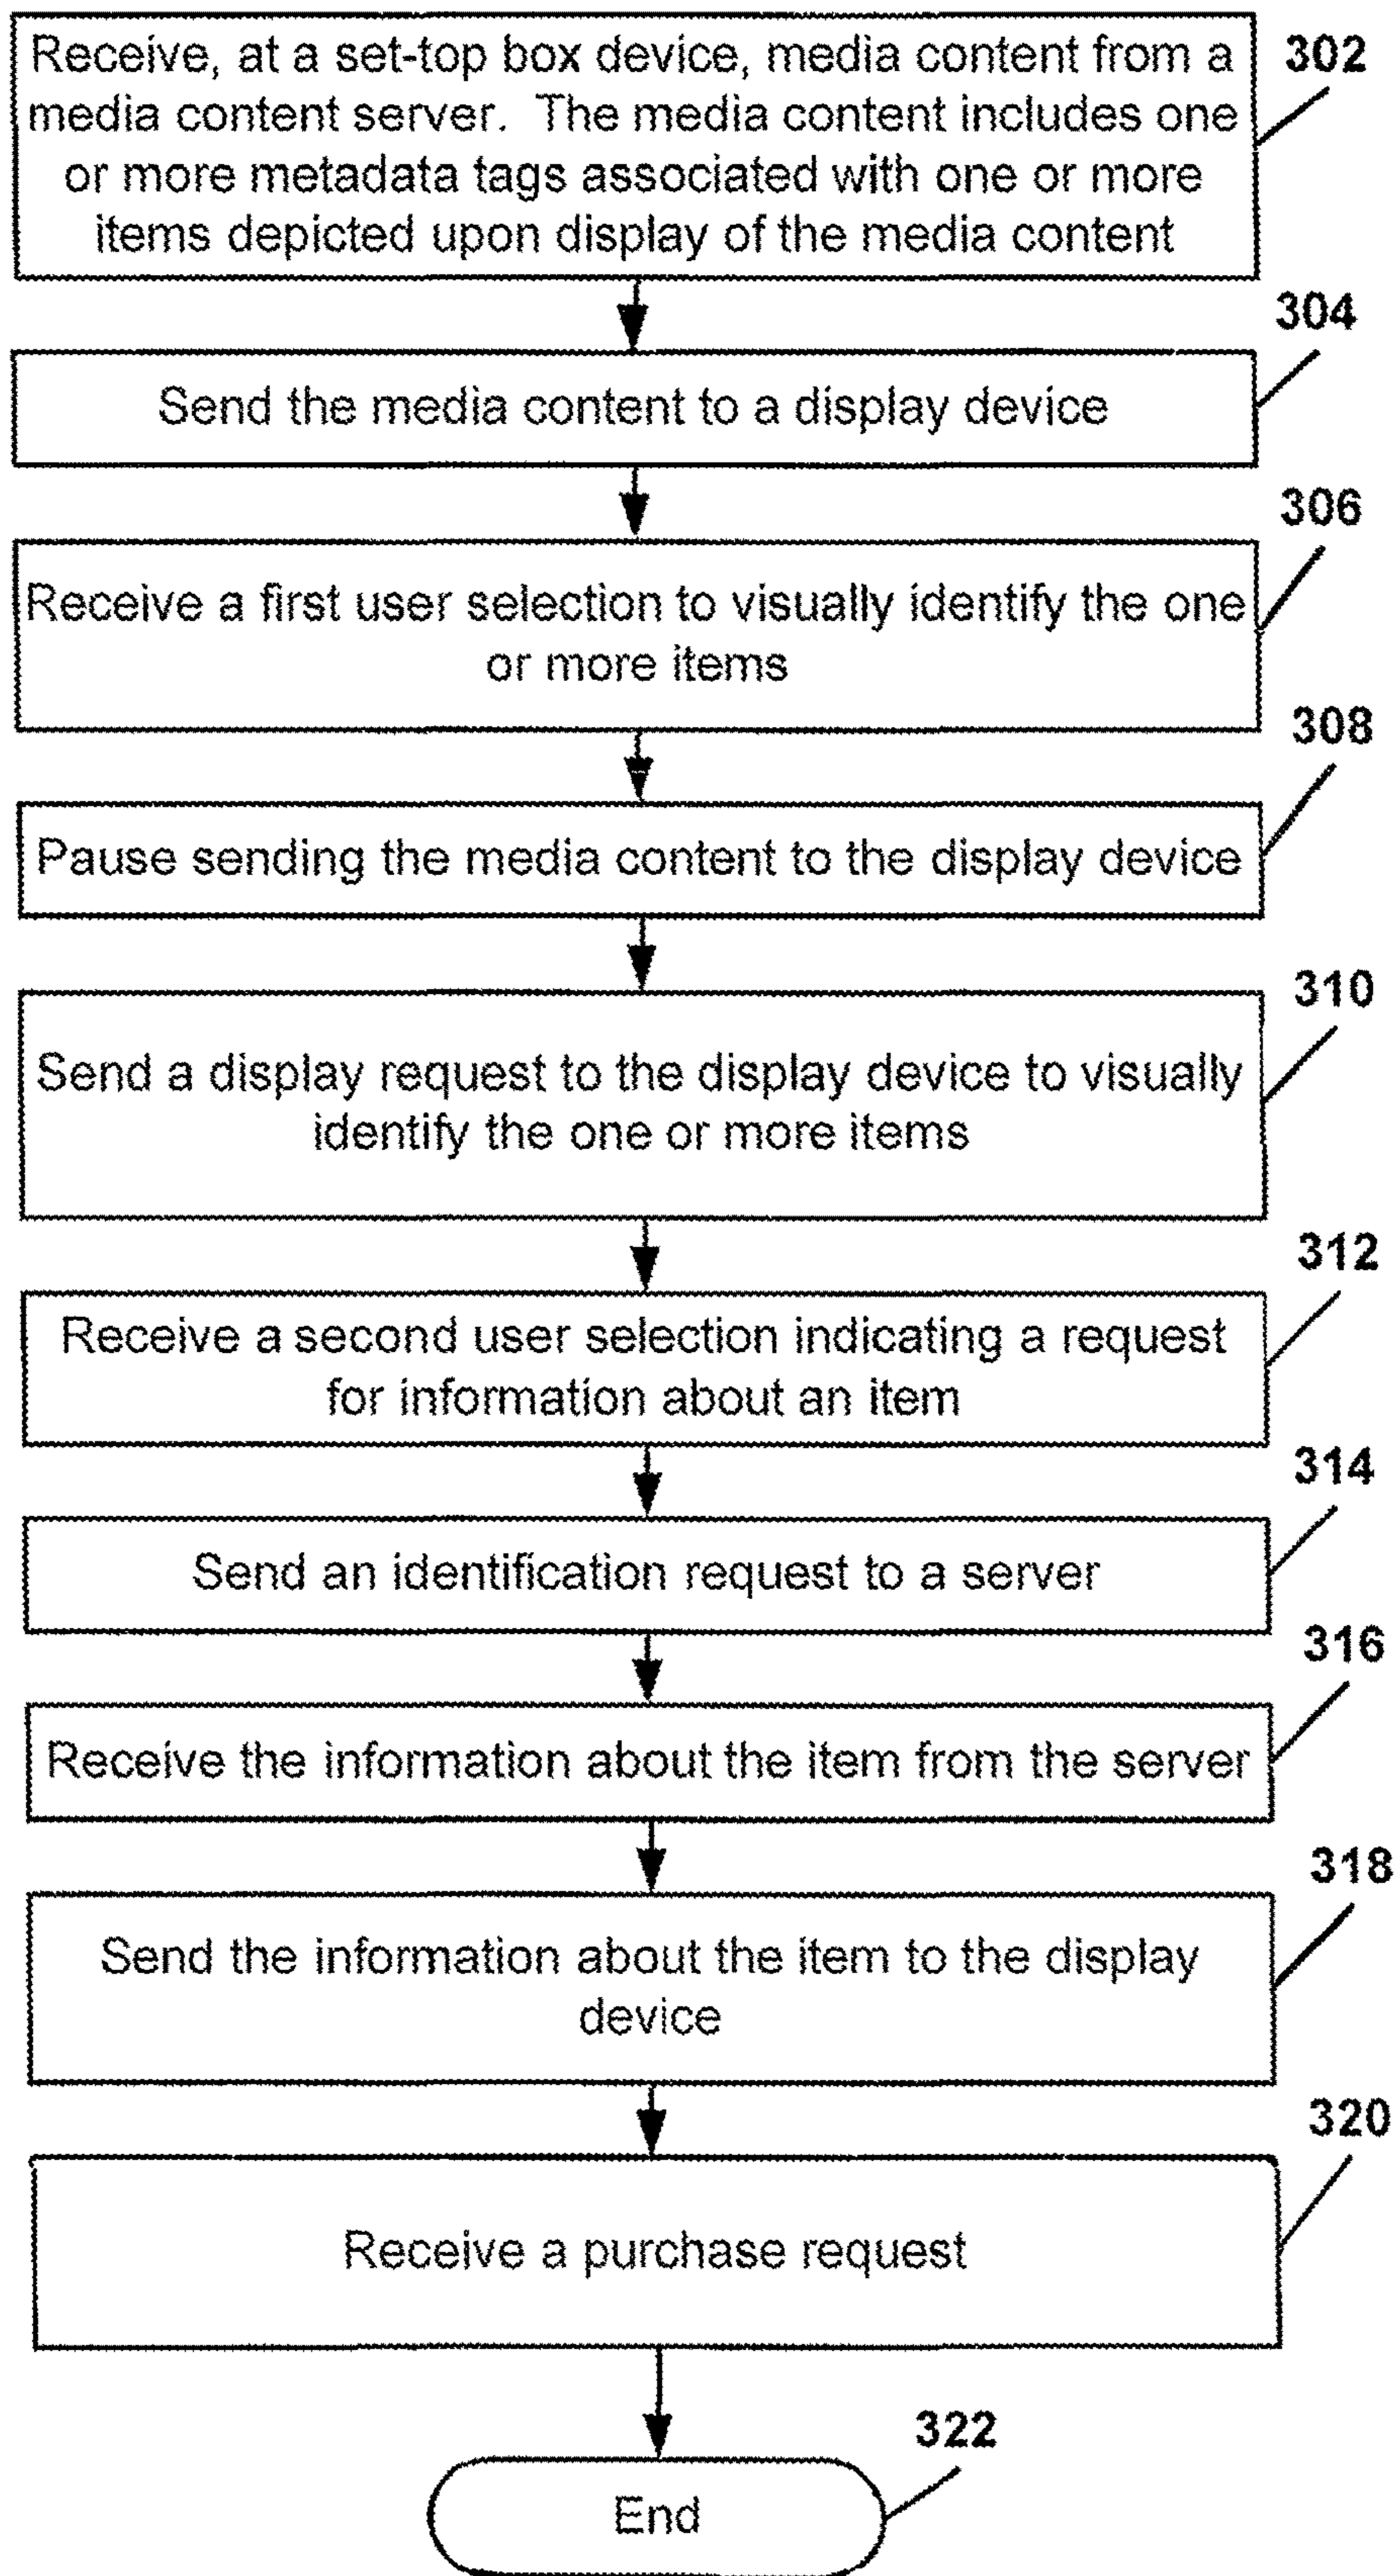 Receive, at a set-top box device, media content from a
302
media content server. The media content includes one
or more metadata tags associated with one or more
items depicted upon display of the media content
304
Send the media content to a display device
306
Receive a first user selection to visually identify the one
or more items
308
Pause sending the media content to the display device
310
Send a display request to the display device to visually
identify the one or more items
312
Receive a second user selection indicating a request
for information about an item
314
Send an identification request to a server
316
Receive the information about the item from the server
318
Send the information about the item to the display
device
320
Receive a purchase request
322
End